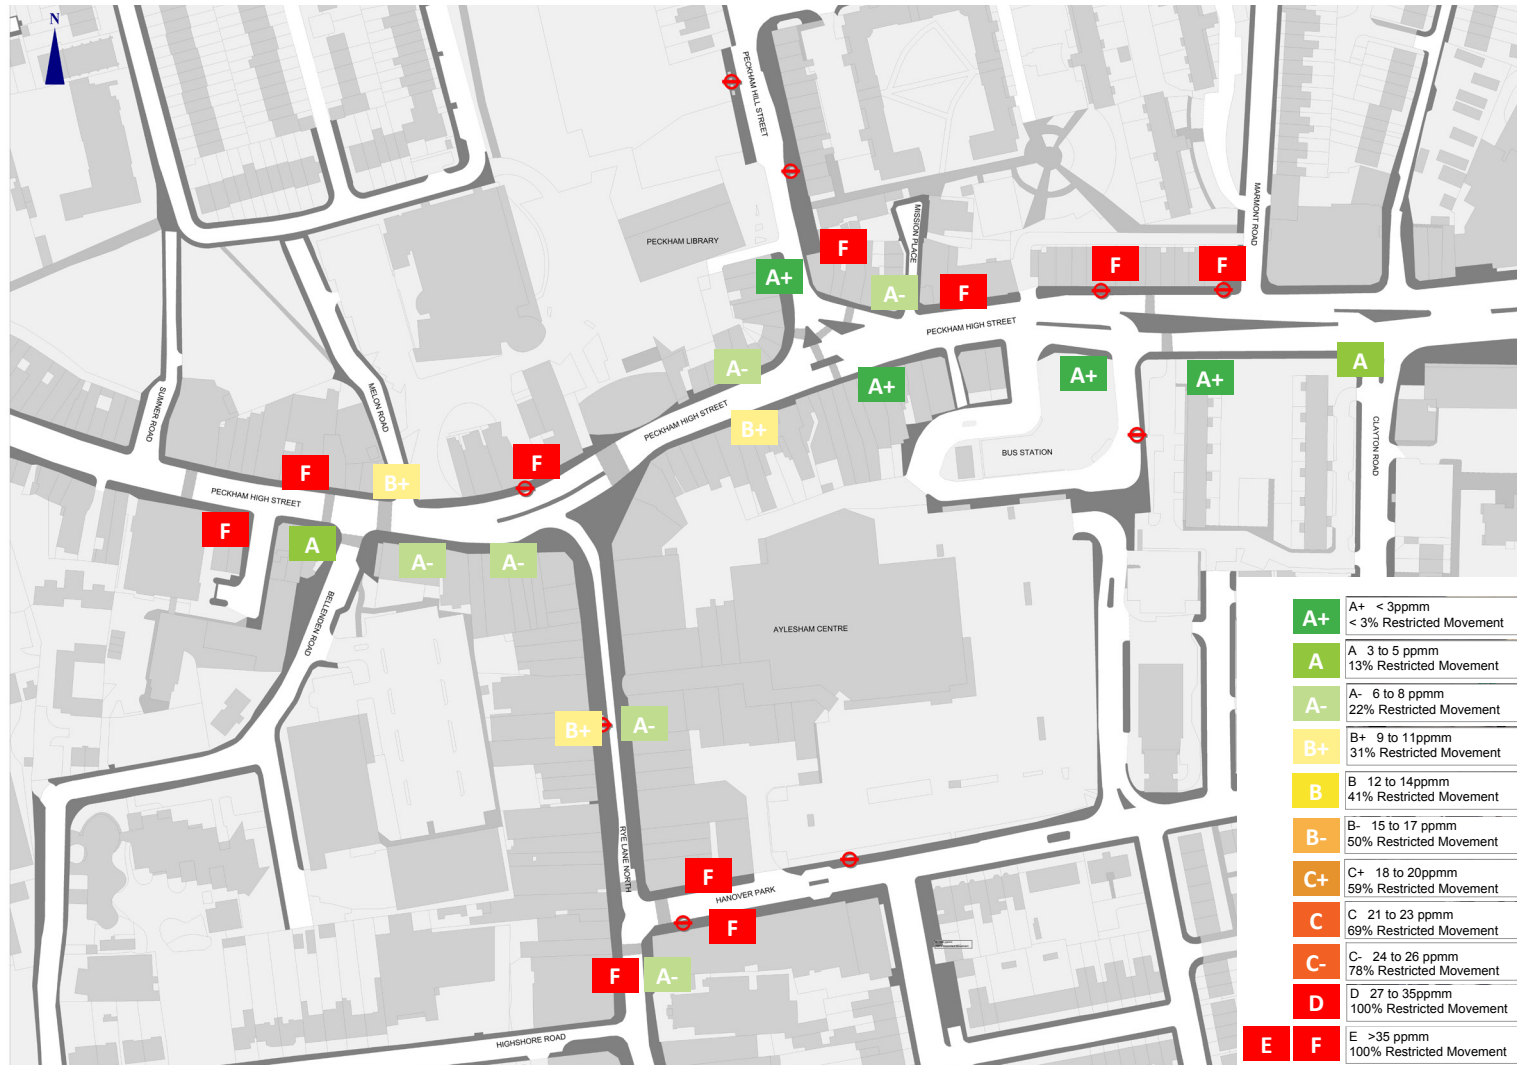 N
PECKHAM HILL STREET
MARMONT ROAD
MISSION PLACE
PECKHAM LIBRARY
F
A+
A-
F
F
F
PECKHAM HIGH STREET
A-
A+
A+
A+
A
SUMNER ROAD
MELON ROAD
PECKHAM HIGH STREET
B+
CLAYTON ROAD
BUS STATION
F
F
B+
PECKHAM HIGH STREET
F
A
A-
A-
BELLENDEN ROAD
AYLESHAM CENTRE
B+
A-
RYE LANE NORTH
F
HANOVER PARK
F
F
A-
HIGHSHORE ROAD
A+
A+ < 3ppmm
< 3% Restricted Movement
A
A 3 to 5 ppmm
13% Restricted Movement
A-
A- 6 to 8 ppmm
22% Restricted Movement
B+
B+ 9 to 11ppmm
31% Restricted Movement
B
B 12 to 14ppmm
41% Restricted Movement
B-
B- 15 to 17 ppmm
50% Restricted Movement
C+
C+ 18 to 20ppmm
59% Restricted Movement
C
C 21 to 23 ppmm
69% Restricted Movement
C-
C- 24 to 26 ppmm
78% Restricted Movement
D
D 27 to 35ppmm
100% Restricted Movement
E F
E >35 ppmm
100% Restricted Movement